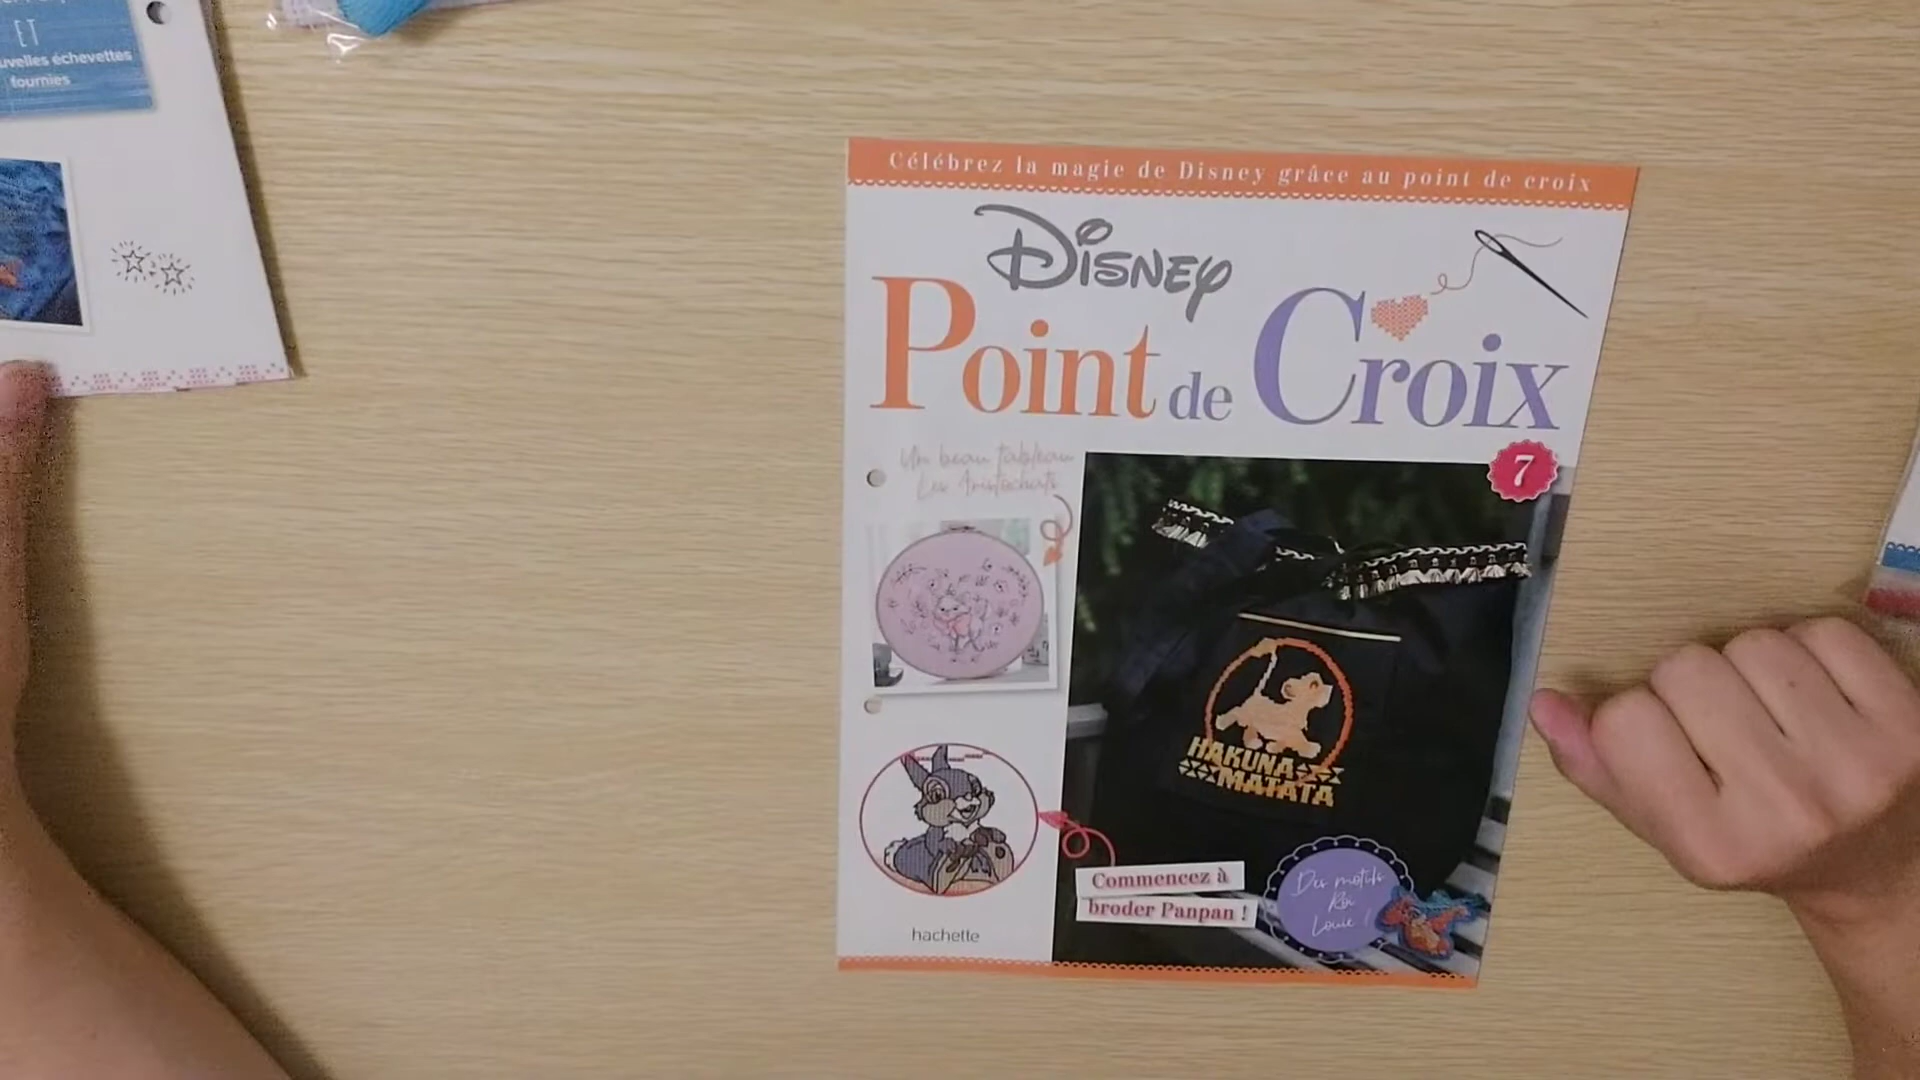 ET
uvelles échevettes
fournies
Célébrez la magie de Disney grâce au point de croix
Disney
Point de Croix
7
Un beau tableau
Les Aristochats
HAKUNA
MATATA
Commencez à
broder Panpan !
Des motifs
Roi
Louie !
hachette